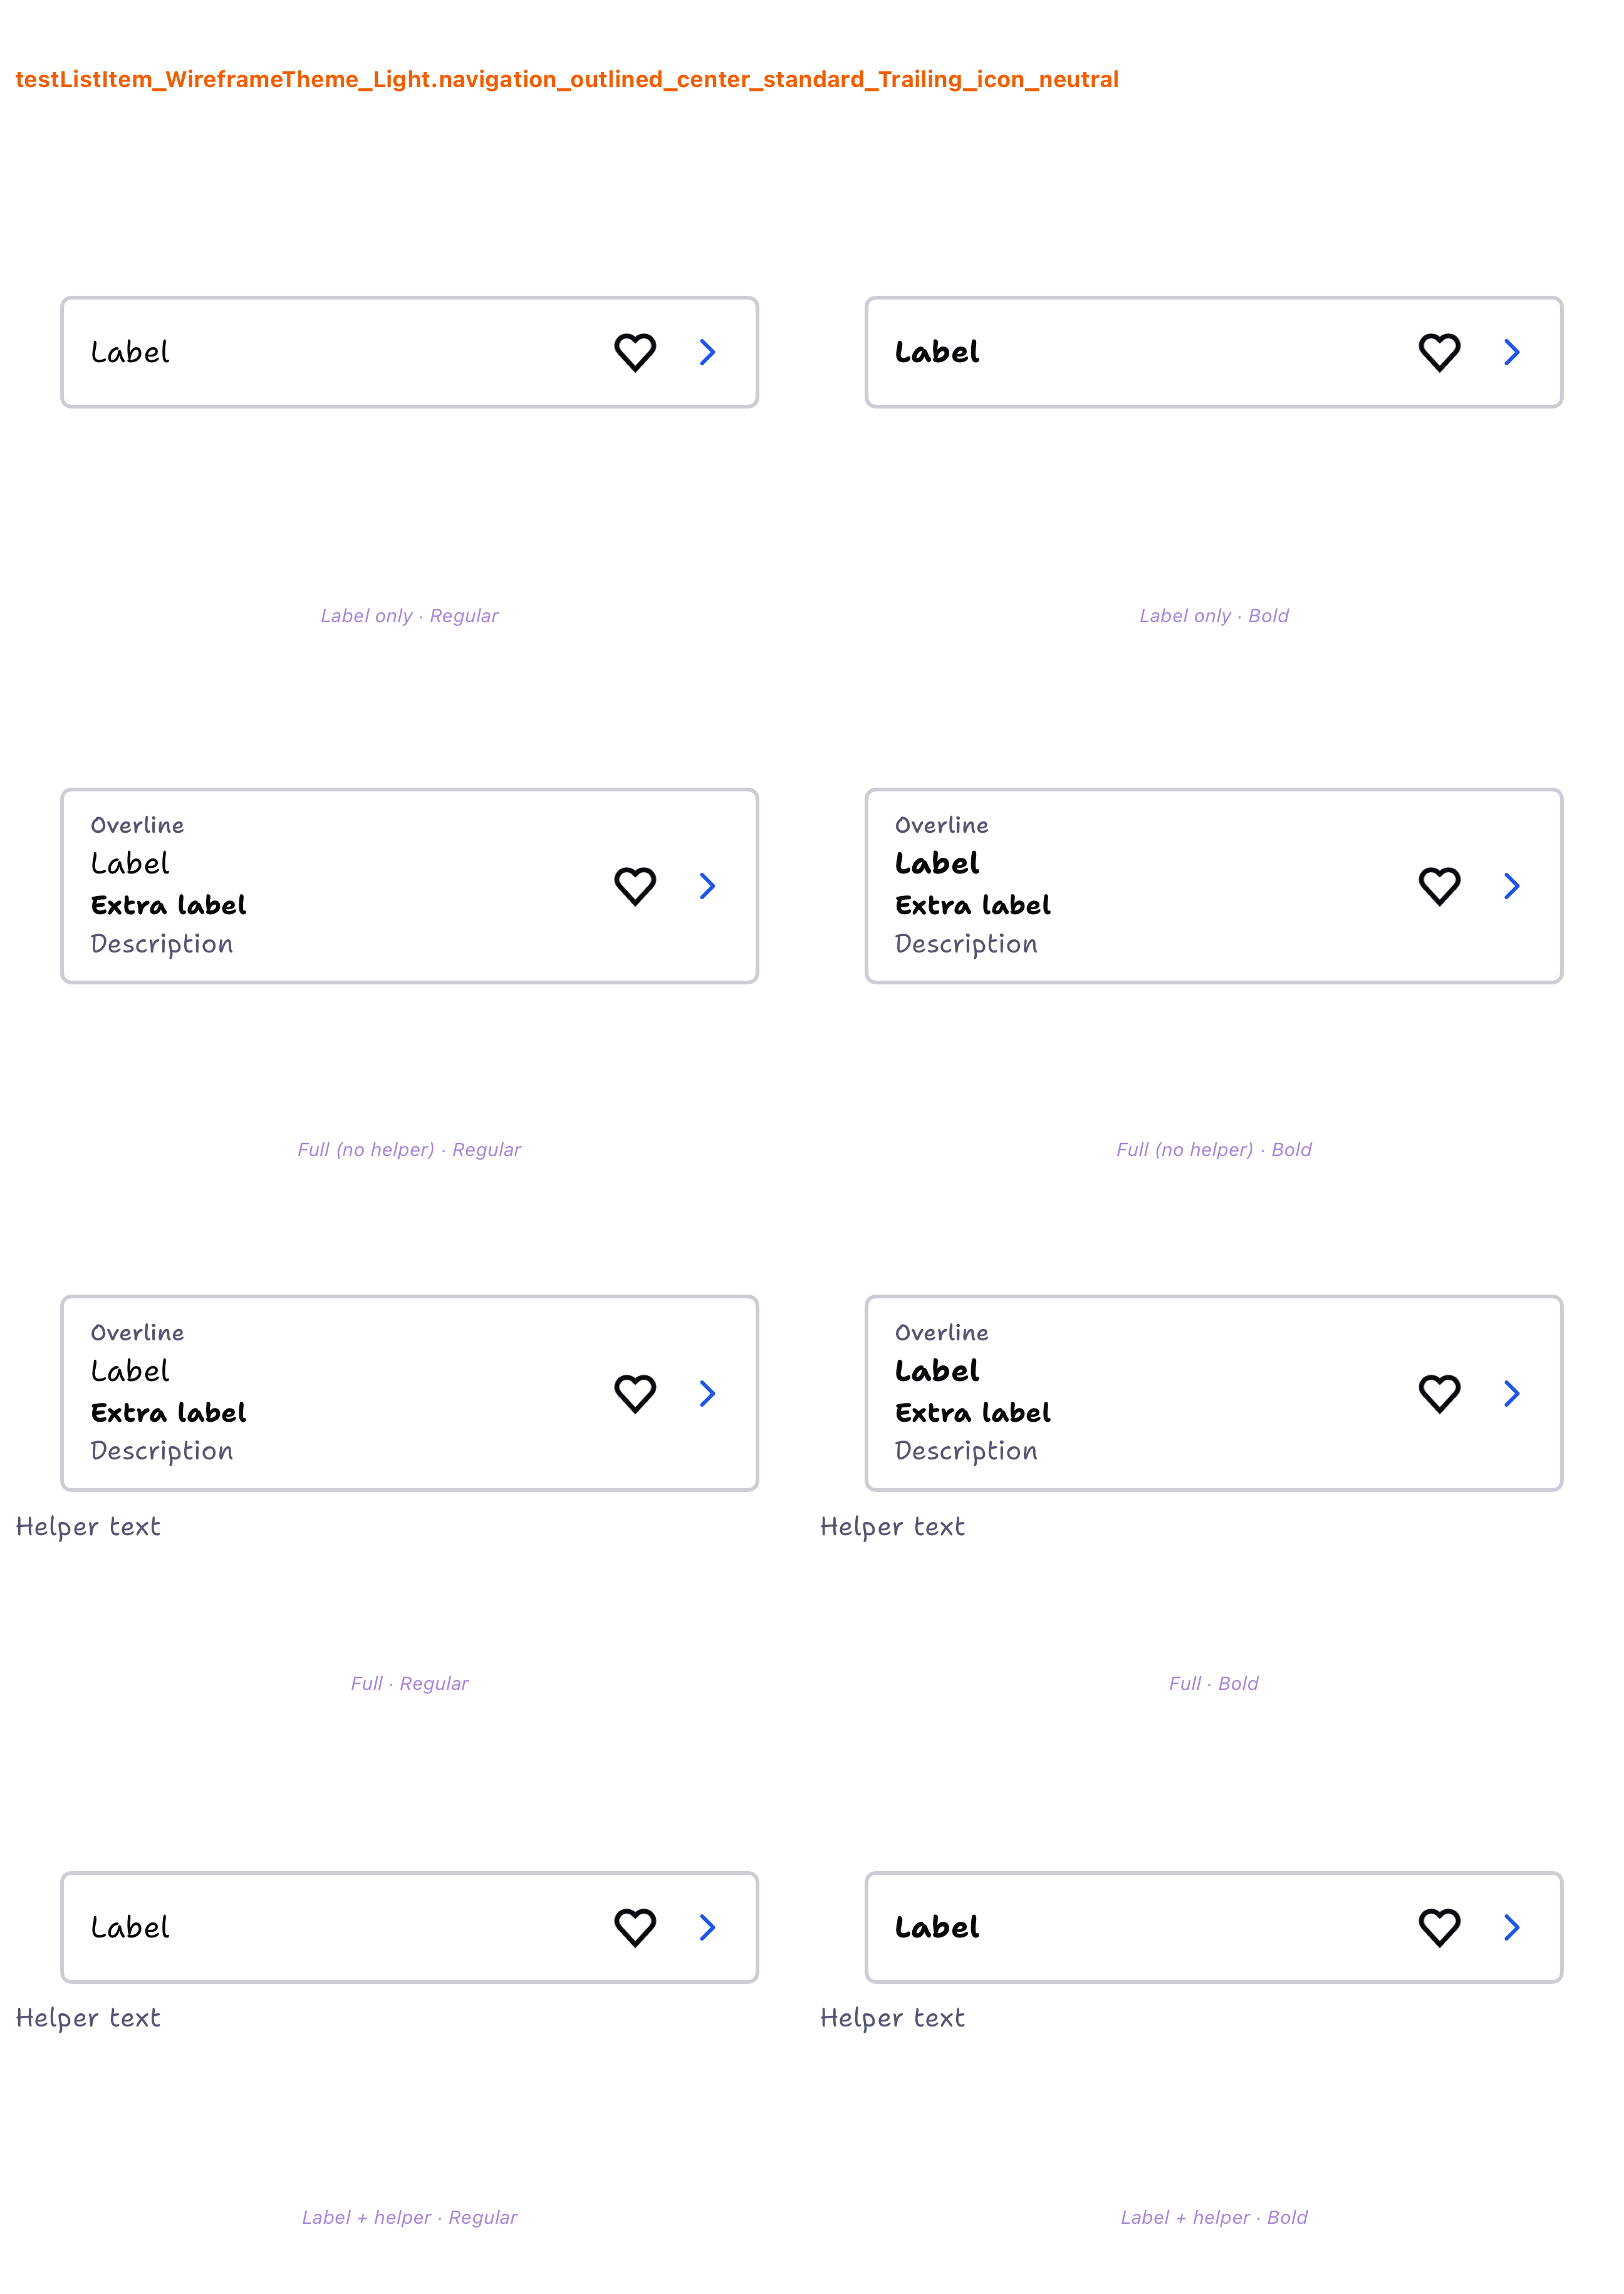 testListItem_WireframeTheme_Light.navigation_outlined_center_standard_Trailing_icon_neutral
Label
Label
Label only · Regular
Label only · Bold
Overline
Label
Extra label
Description
Overline
Label
Extra label
Description
Full (no helper) · Regular
Full (no helper) · Bold
Overline
Label
Extra label
Description
Helper text
Overline
Label
Extra label
Description
Helper text
Full · Regular
Full · Bold
Label
Helper text
Label
Helper text
Label + helper · Regular
Label + helper · Bold